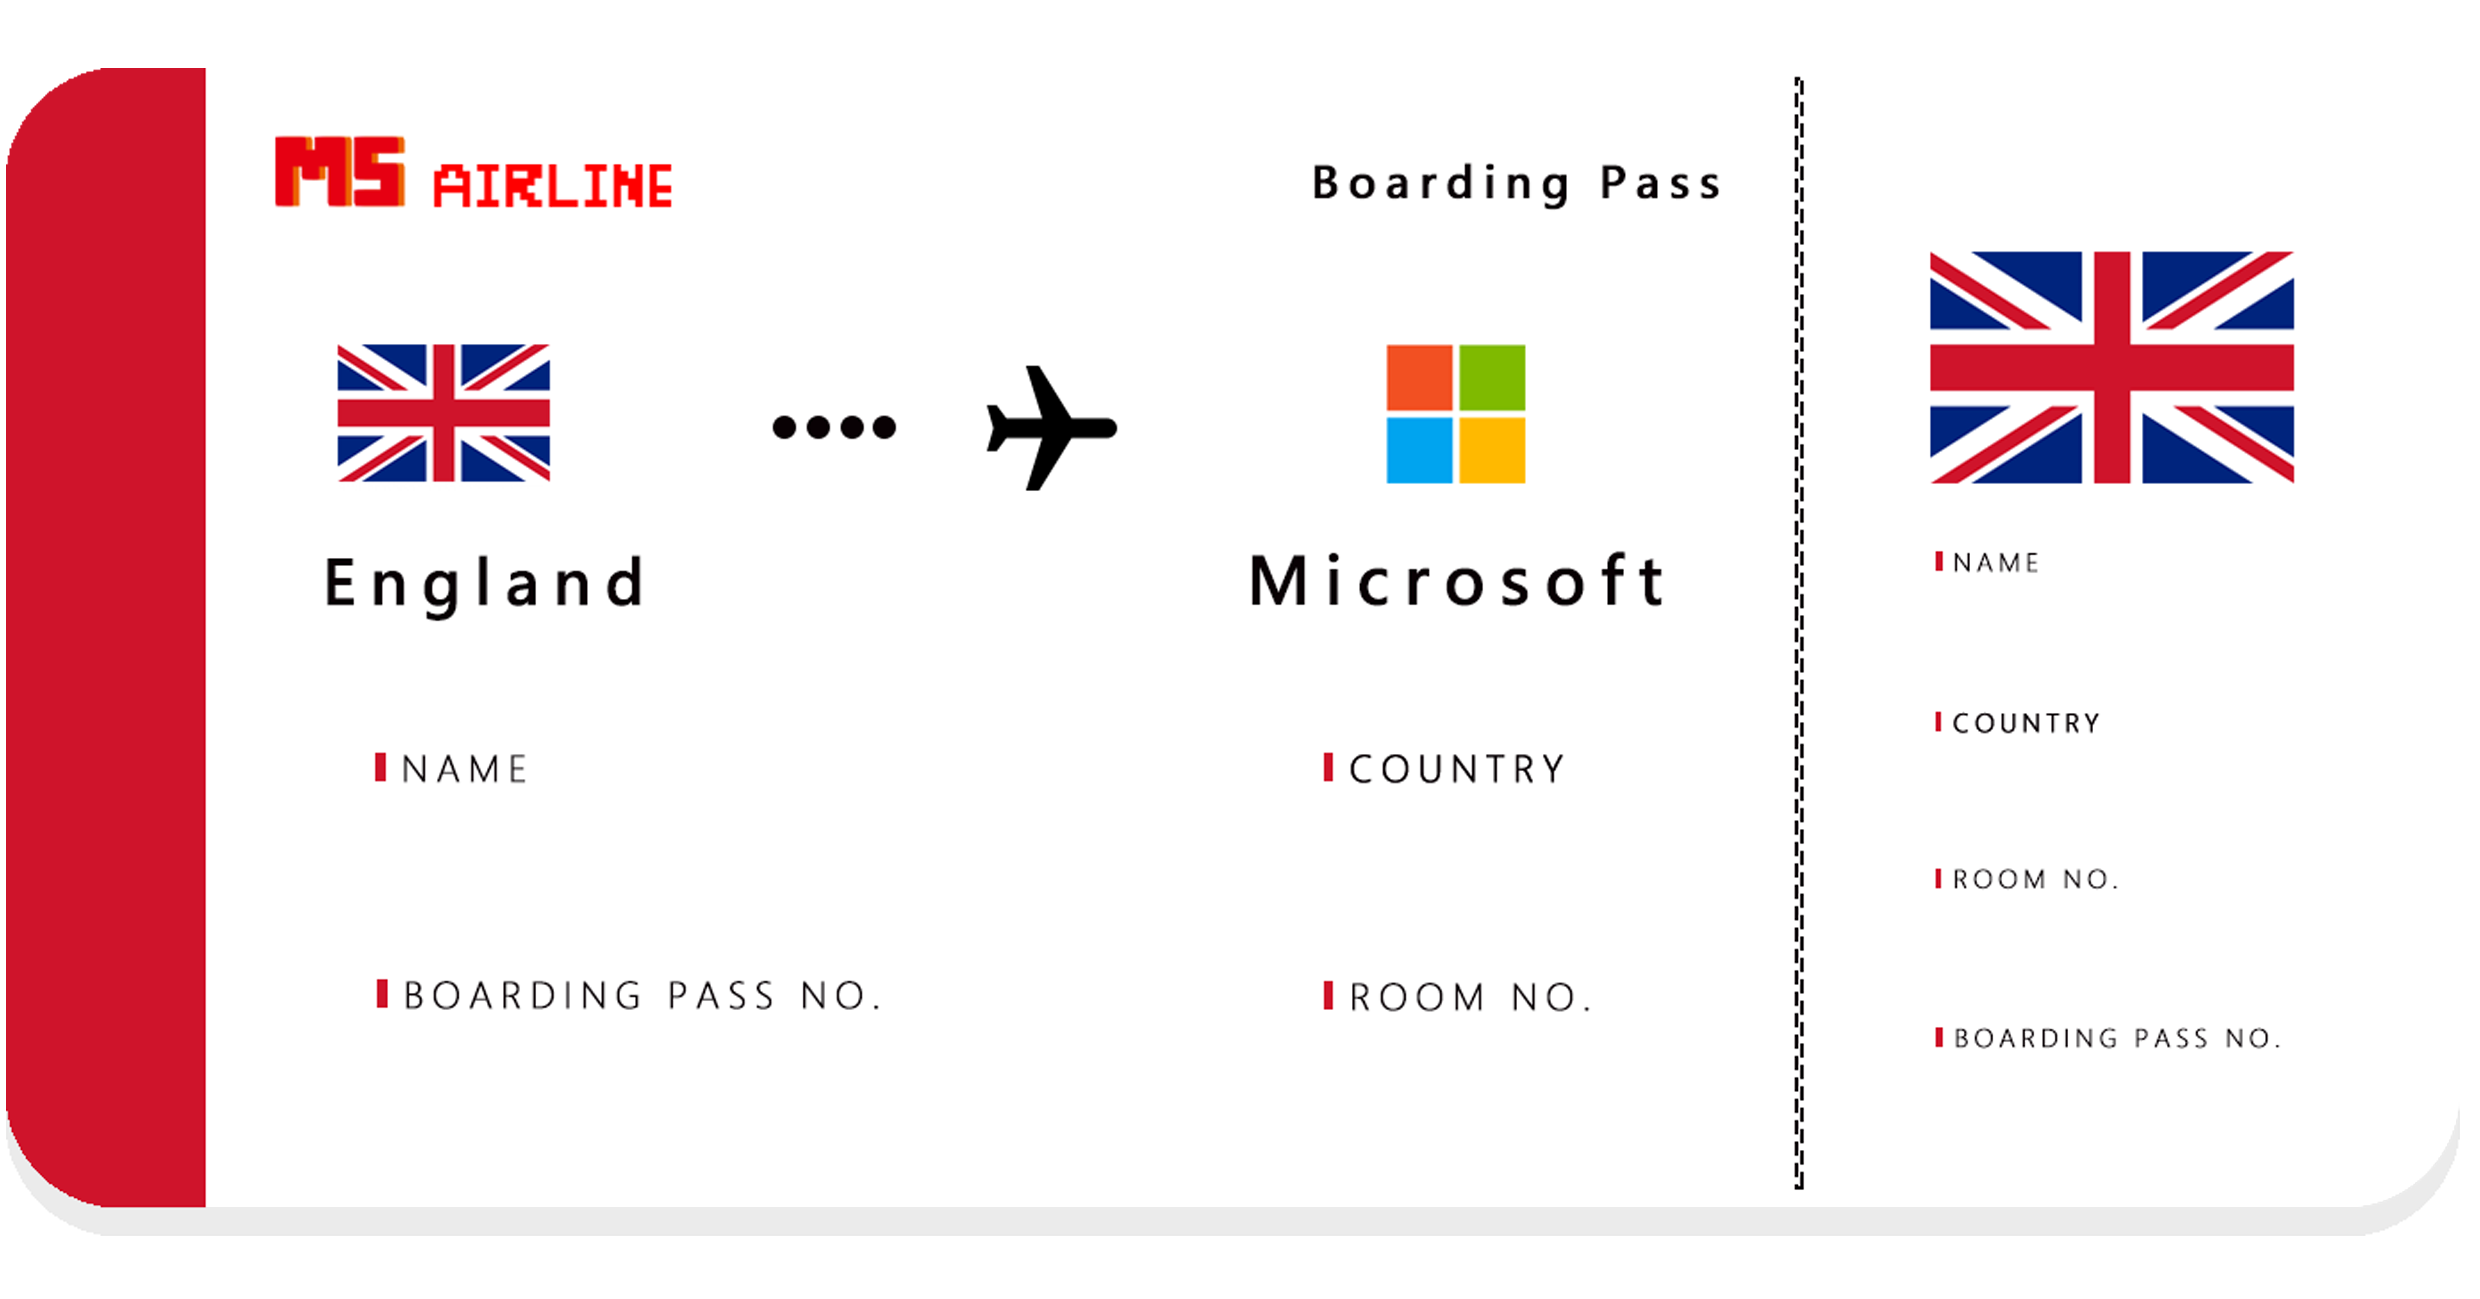 MS AIRLINE
Boarding Pass
England
Microsoft
NAME
COUNTRY
BOARDING PASS NO.
ROOM NO.
NAME
COUNTRY
ROOM NO.
BOARDING PASS NO.